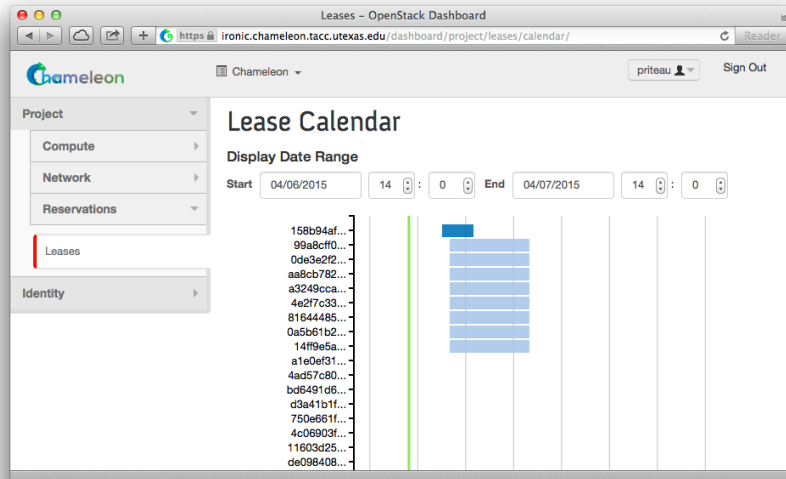 Leases – OpenStack Dashboard
https ironic.chameleon.tacc.utexas.edu/dashboard/project/leases/calendar/
Reader
Chameleon
Chameleon
priteau
Sign Out
Project
Compute
Network
Reservations
Leases
Identity
Lease Calendar
Display Date Range
Start 04/06/2015 14 : 0 End 04/07/2015 14 : 0
158b94af...
99a8cff0...
0de3e2f2...
aa8cb782...
a3249cca...
4e2f7c33...
81644485...
0a5b61b2...
14ff9e5a...
a1e0ef31...
4ad57c80...
bd6491d6...
d3a41b1f...
750e661f...
4c06903f...
11603d25...
de098408...